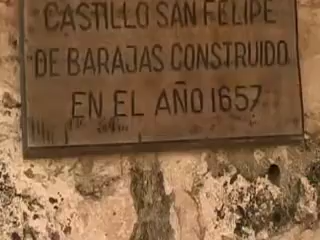 CASTILLO SAN FELIPE
DE BARAJAS CONSTRUIDO
EN EL AÑO 1657